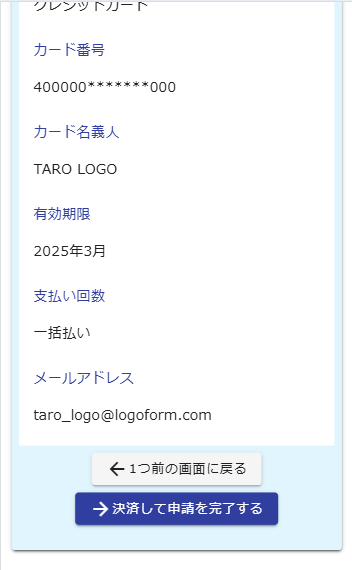 クレジットカード
カード番号
400000*******000
カード名義人
TARO LOGO
有効期限
2025年3月
支払い回数
一括払い
メールアドレス
taro_logo@logoform.com
1つ前の画面に戻る
決済して申請を完了する